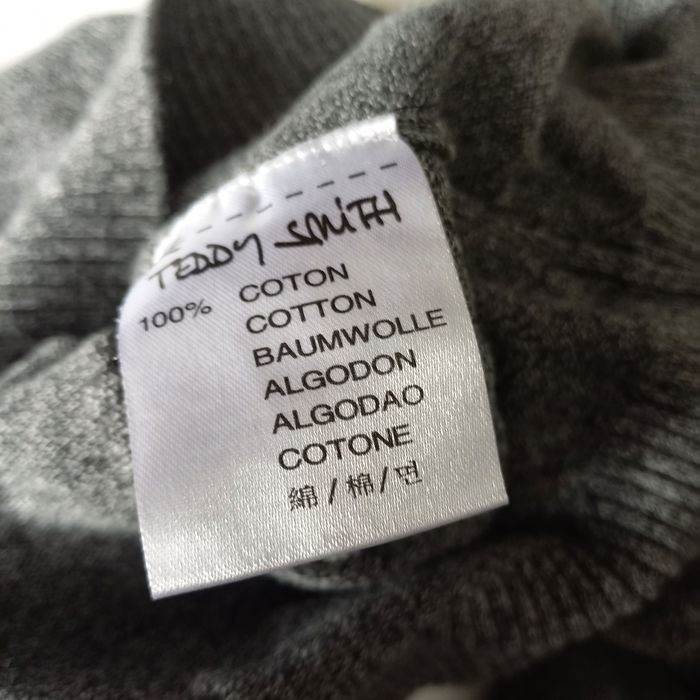 TEDDY SMITH
100% COTON
COTTON
BAUMWOLLE
ALGODON
ALGODAO
COTONE
綿/棉/면